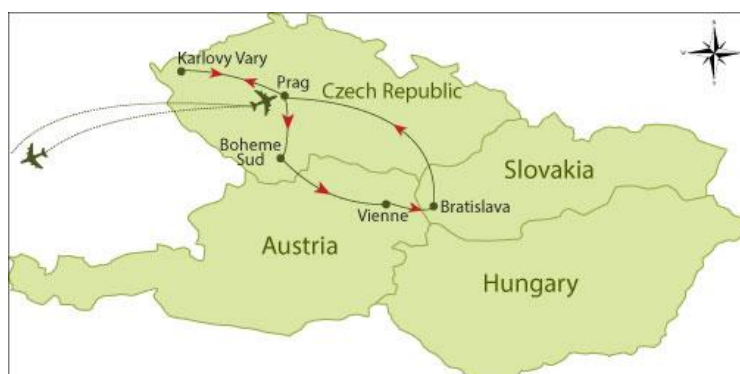 Karlovy Vary
Prag
Czech Republic
Boheme
Sud
Slovakia
Vienne
Bratislava
Austria
Hungary